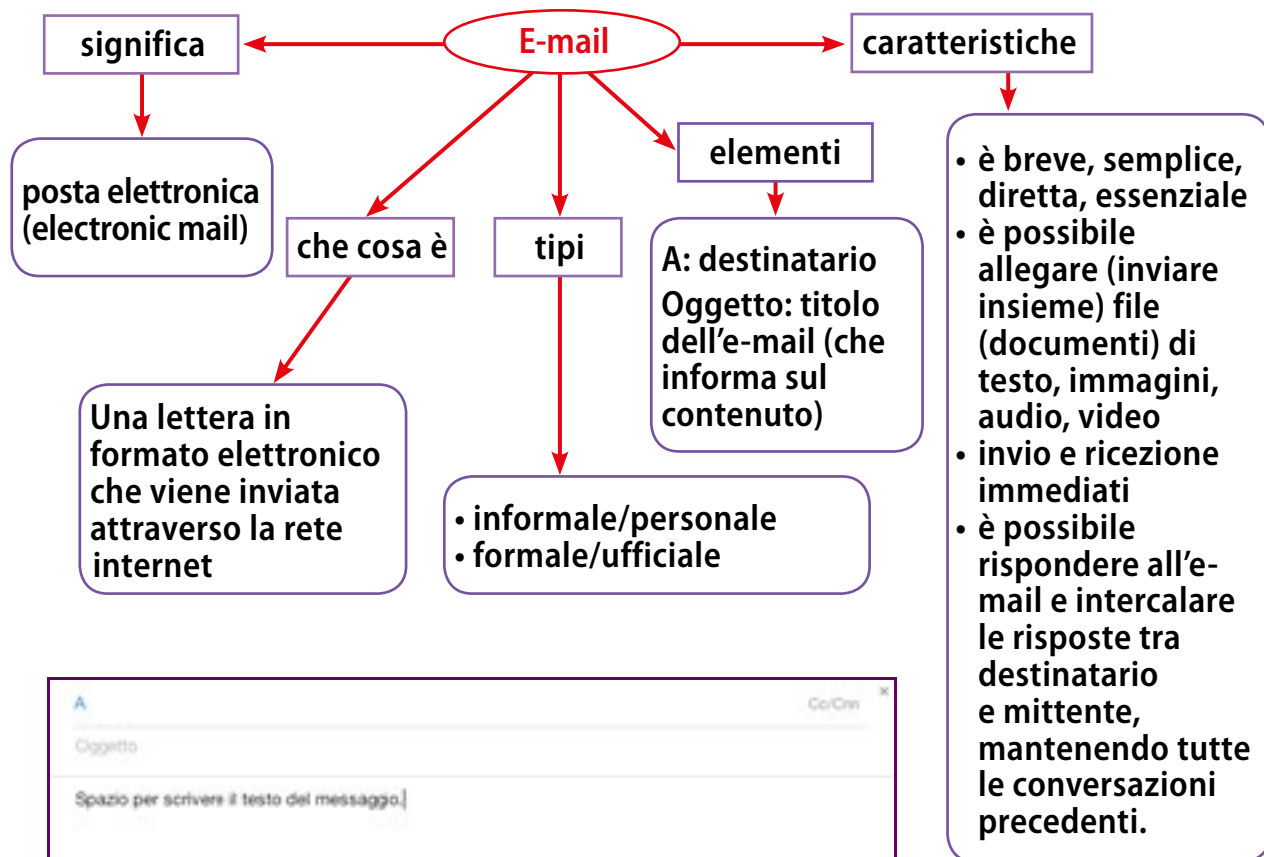 E-mail
significa
posta elettronica
(electronic mail)
che cosa è
Una lettera in
formato elettronico
che viene inviata
attraverso la rete
internet
tipi
• informale/personale
• formale/ufficiale
elementi
A: destinatario
Oggetto: titolo
dell'e-mail (che
informa sul
contenuto)
caratteristiche
• è breve, semplice,
diretta, essenziale
• è possibile
allegare (inviare
insieme) file
(documenti) di
testo, immagini,
audio, video
• invio e ricezione
immediati
• è possibile
rispondere all'e-
mail e intercalare
le risposte tra
destinatario
e mittente,
mantenendo tutte
le conversazioni
precedenti.
A
Cc/Cnn
×
Oggetto
Spazio per scrivere il testo del messaggio.